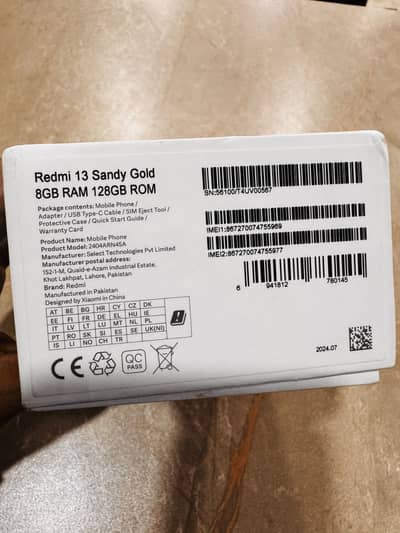 Redmi 13 Sandy Gold
8GB RAM 128GB ROM
Package contents: Mobile Phone /
Adapter / USB Type-C Cable / SIM Eject Tool /
Protective Case / Quick Start Guide /
Warranty Card
Product Name: Mobile Phone
Product Model: 2404ARN45A
Manufacturer: Select Technologies Pvt Limited
Manufacturer postal address:
152-1-M, Quaid-e-Azam Industrial Estate,
Khot Lakhpat, Lahore, Pakistan
Brand: Redmi
Manufactured in Pakistan
Designed by Xiaomi in China
AT BE BG HR CY CZ DK
EE FI FR DE EL HU IE
IT LV LT LU MT NL PL
PT RO SK SI ES SE UK(NI)
IS LI NO CH TR
CE
QC
PASS
SN:56100/T4UV00567
IMEI1:867270074755969
IMEI2:867270074755977
6 941812 780145
2024.07